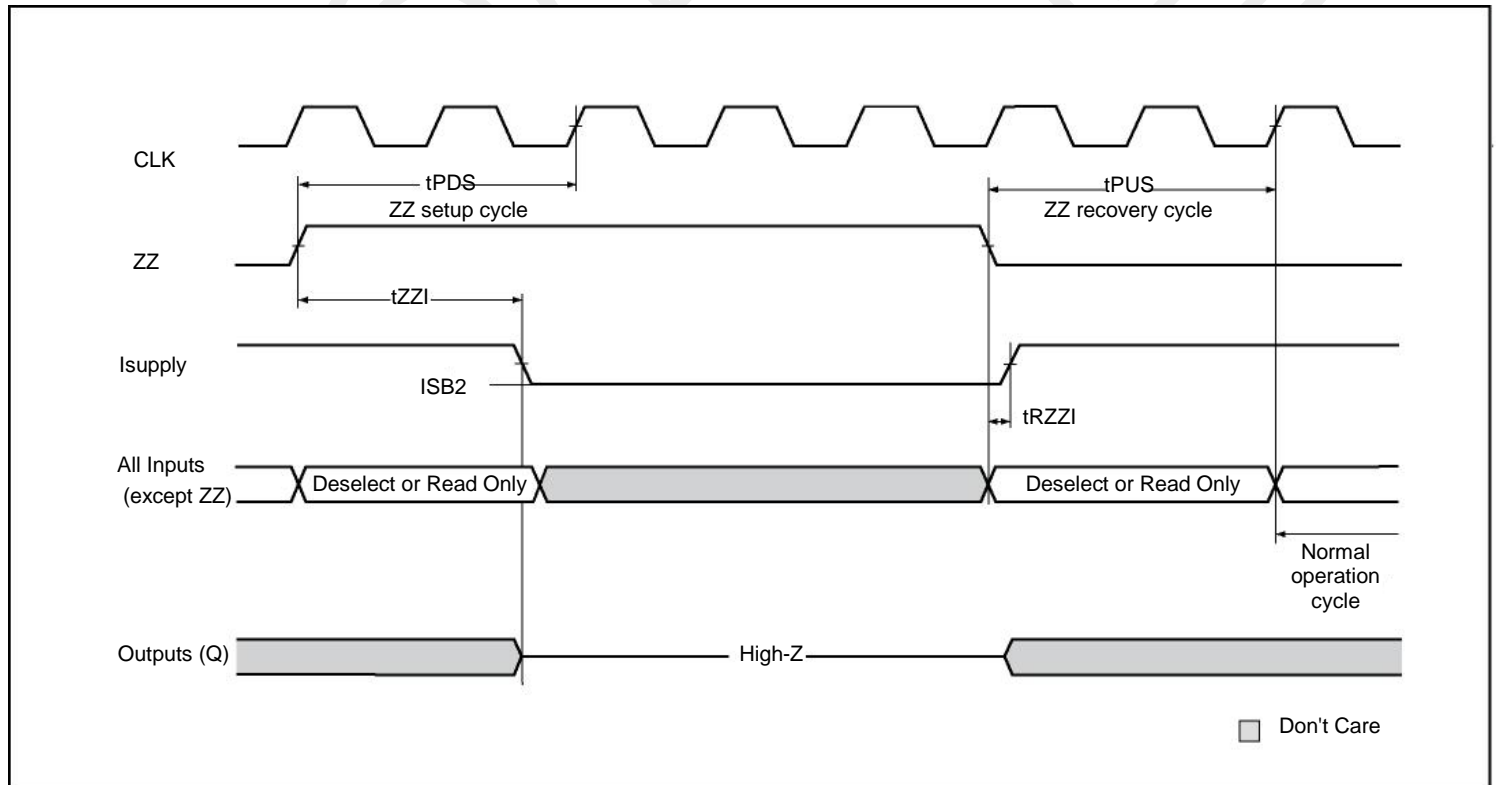 CLK
tPDS
ZZ setup cycle
tPUS
ZZ recovery cycle
ZZ
tZZI
Isupply
ISB2
tRZZI
All Inputs
(except ZZ)
Deselect or Read Only
Deselect or Read Only
Normal
operation
cycle
Outputs (Q)
High-Z
Don't Care